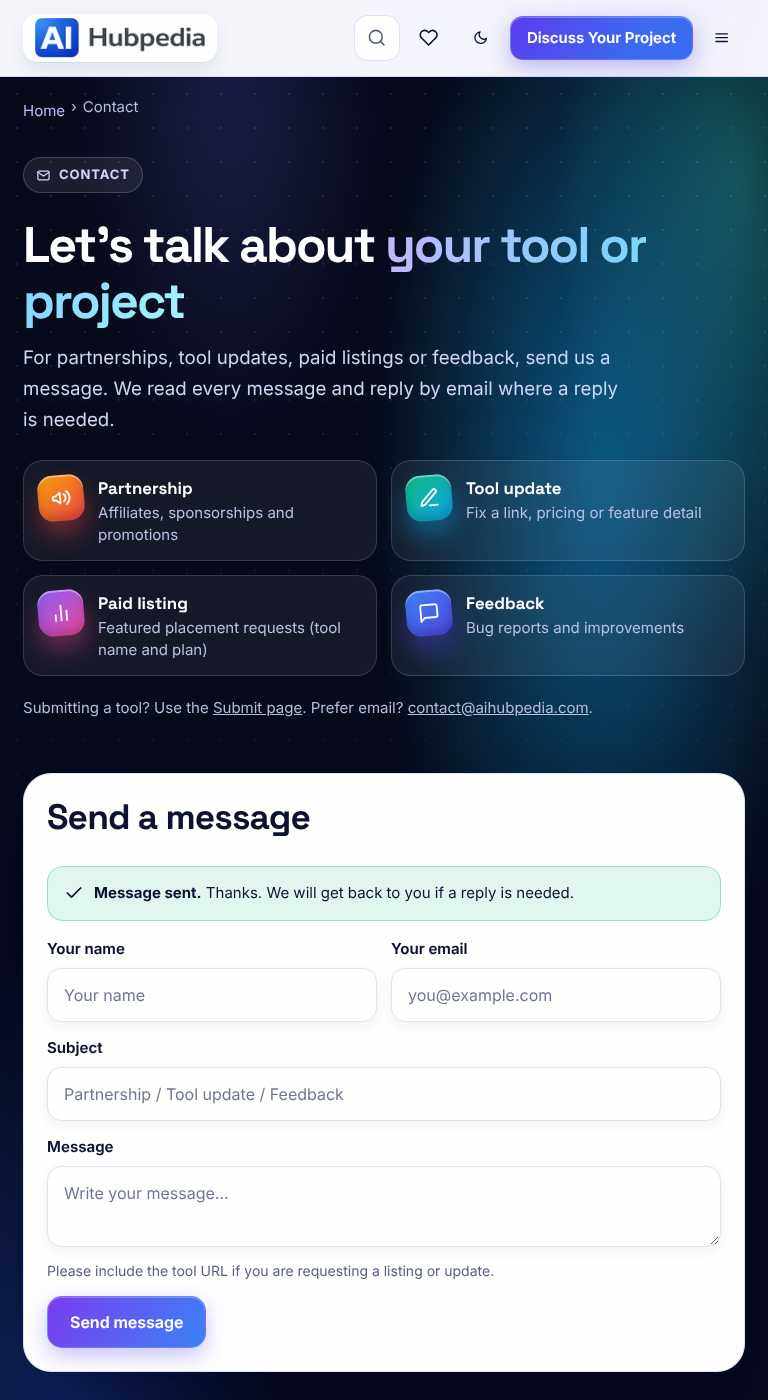 AI Hubpedia
Discuss Your Project
Home › Contact
CONTACT
Let’s talk about your tool or
project
For partnerships, tool updates, paid listings or feedback, send us a
message. We read every message and reply by email where a reply
is needed.
Partnership
Affiliates, sponsorships and
promotions
Tool update
Fix a link, pricing or feature detail
Paid listing
Featured placement requests (tool
name and plan)
Feedback
Bug reports and improvements
Submitting a tool? Use the Submit page. Prefer email? contact@aihubpedia.com.
Send a message
Message sent. Thanks. We will get back to you if a reply is needed.
Your name
Your name
Your email
you@example.com
Subject
Partnership / Tool update / Feedback
Message
Write your message...
Please include the tool URL if you are requesting a listing or update.
Send message